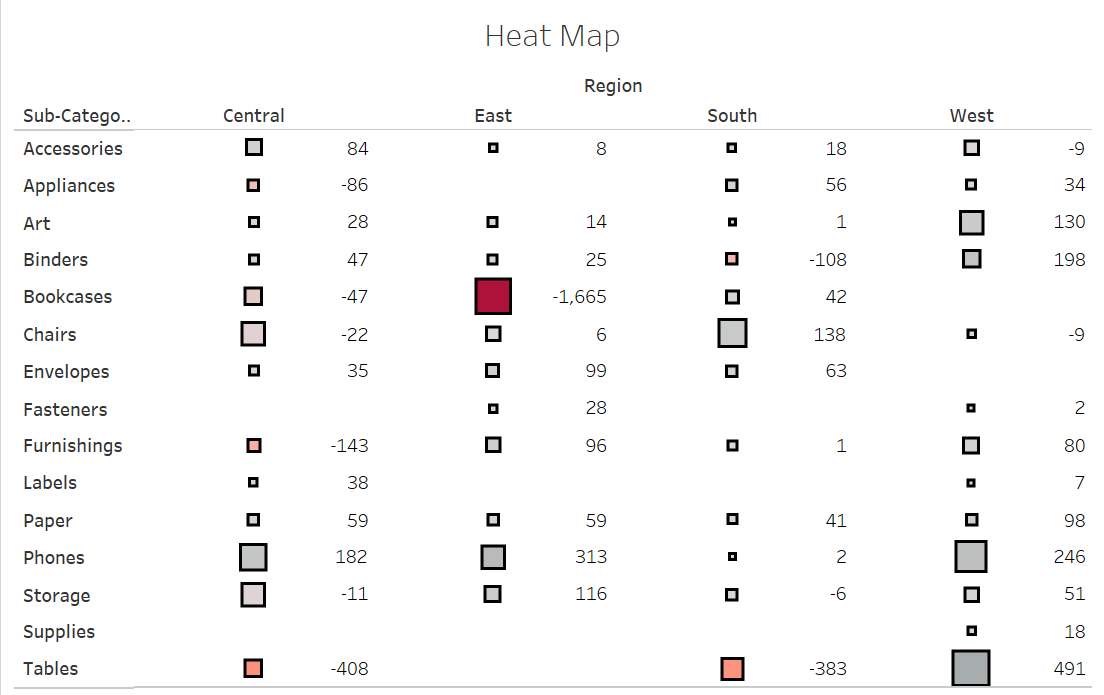 Heat Map
Region
Sub-Catego.. Central East South West
Accessories 84 8 18 -9
Appliances -86 56 34
Art 28 14 1 130
Binders 47 25 -108 198
Bookcases -47 -1,665 42
Chairs -22 6 138 -9
Envelopes 35 99 63
Fasteners 28 2
Furnishings -143 96 1 80
Labels 38 7
Paper 59 59 41 98
Phones 182 313 2 246
Storage -11 116 -6 51
Supplies 18
Tables -408 -383 491